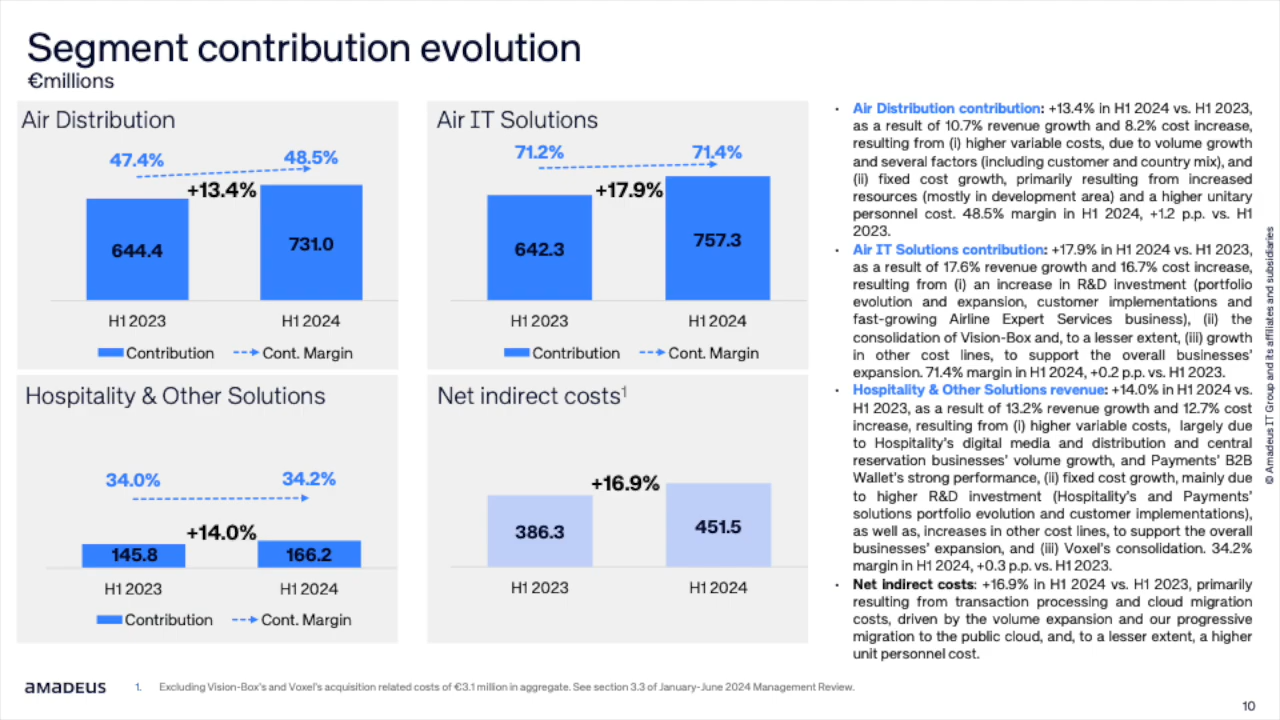 Segment contribution evolution
€millions
Air Distribution
47.4%
48.5%
+13.4%
644.4
731.0
H1 2023
H1 2024
Contribution
Cont. Margin
Air IT Solutions
71.2%
71.4%
+17.9%
642.3
757.3
H1 2023
H1 2024
Contribution
Cont. Margin
Hospitality & Other Solutions
34.0%
34.2%
+14.0%
145.8
166.2
H1 2023
H1 2024
Contribution
Cont. Margin
Net indirect costs¹
+16.9%
386.3
451.5
H1 2023
H1 2024
• Air Distribution contribution: +13.4% in H1 2024 vs. H1 2023,
as a result of 10.7% revenue growth and 8.2% cost increase,
resulting from (i) higher variable costs, due to volume growth
and several factors (including customer and country mix), and
(ii) fixed cost growth, primarily resulting from increased
resources (mostly in development area) and a higher unitary
personnel cost. 48.5% margin in H1 2024, +1.2 p.p. vs. H1
2023.
• Air IT Solutions contribution: +17.9% in H1 2024 vs. H1 2023,
as a result of 17.6% revenue growth and 16.7% cost increase,
resulting from (i) an increase in R&D investment (portfolio
evolution and expansion, customer implementations and
fast-growing Airline Expert Services business), (ii) the
consolidation of Vision-Box and, to a lesser extent, (iii) growth
in other cost lines, to support the overall businesses'
expansion. 71.4% margin in H1 2024, +0.2 p.p. vs. H1 2023.
• Hospitality & Other Solutions revenue: +14.0% in H1 2024 vs.
H1 2023, as a result of 13.2% revenue growth and 12.7% cost
increase, resulting from (i) higher variable costs, largely due
to Hospitality's digital media and distribution and central
reservation businesses' volume growth, and Payments' B2B
Wallet's strong performance, (ii) fixed cost growth, mainly due
to higher R&D investment (Hospitality's and Payments'
solutions portfolio evolution and customer implementations),
as well as, increases in other cost lines, to support the overall
businesses' expansion, and (iii) Voxel's consolidation. 34.2%
margin in H1 2024, +0.3 p.p. vs. H1 2023.
• Net indirect costs: +16.9% in H1 2024 vs. H1 2023, primarily
resulting from transaction processing and cloud migration
costs, driven by the volume expansion and our progressive
migration to the public cloud, and, to a lesser extent, a higher
unit personnel cost.
© Amadeus IT Group and its affiliates and subsidiaries
amadeus
1. Excluding Vision-Box's and Voxel's acquisition related costs of €3.1 million in aggregate. See section 3.3 of January-June 2024 Management Review.
10